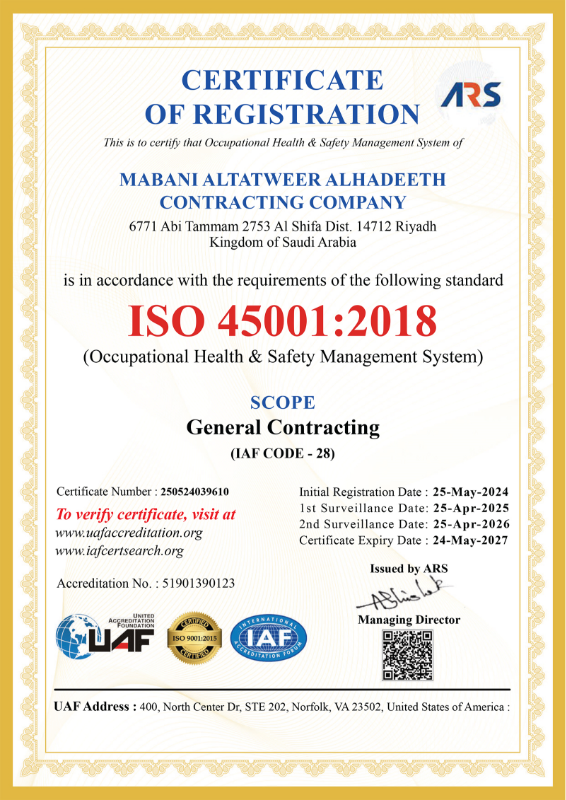 CERTIFICATE
OF REGISTRATION
ARS
This is to certify that Occupational Health & Safety Management System of
MABANI ALTATWEER ALHADEETH
CONTRACTING COMPANY
6771 Abi Tammam 2753 Al Shifa Dist. 14712 Riyadh
Kingdom of Saudi Arabia
is in accordance with the requirements of the following standard
ISO 45001:2018
(Occupational Health & Safety Management System)
SCOPE
General Contracting
(IAF CODE - 28)
Certificate Number : 250524039610
To verify certificate, visit at
www.uafaccreditation.org
www.iafcertsearch.org
Accreditation No. : 51901390123
Initial Registration Date : 25-May-2024
1st Surveillance Date: 25-Apr-2025
2nd Surveillance Date: 25-Apr-2026
Certificate Expiry Date : 24-May-2027
Issued by ARS
Managing Director
UNITED
ACCREDITATION
FOUNDATION
UAF
CERTIFIED
ISO 9001:2015
CERTIFIED
INTERNATIONAL
IAF
ACCREDITATION FORUM
UAF Address : 400, North Center Dr, STE 202, Norfolk, VA 23502, United States of America :